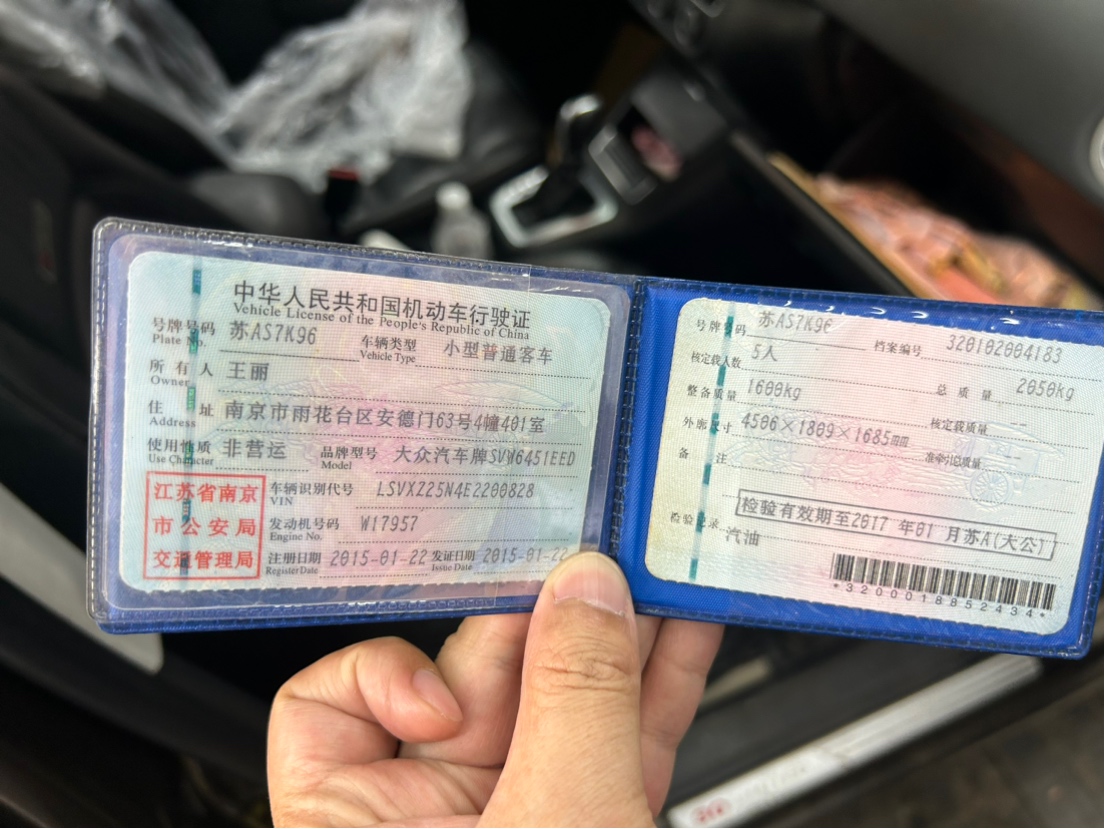 中华人民共和国机动车行驶证
Vehicle License of the People's Republic of China
号牌号码 苏AS7K96 车辆类型 小型普通客车
Plate No. Vehicle Type
所有人 王丽
Owner
住址 南京市雨花台区安德门63号4幢401室
Address
使用性质 非营运 品牌型号 大众汽车牌SVW6451EED
Use Character Model
江苏省南京
市公安局
交通管理局
车辆识别代号 LSVXZ25N4E2200828
VIN
发动机号码 W17957
Engine No.
注册日期 2015-01-22 发证日期 2015-01-22
Register Date Issue Date
号牌号码 苏AS7K96 档案编号 320102004183
核定载人数 5人 总质量 2050kg
整备质量 1600kg 核定载质量 --
外廓尺寸 4506×1809×1685mm 准牵引总质量 --
备注
检验有效期至2017年01月苏A(大公)
检验记录 汽油
*3200018852434*